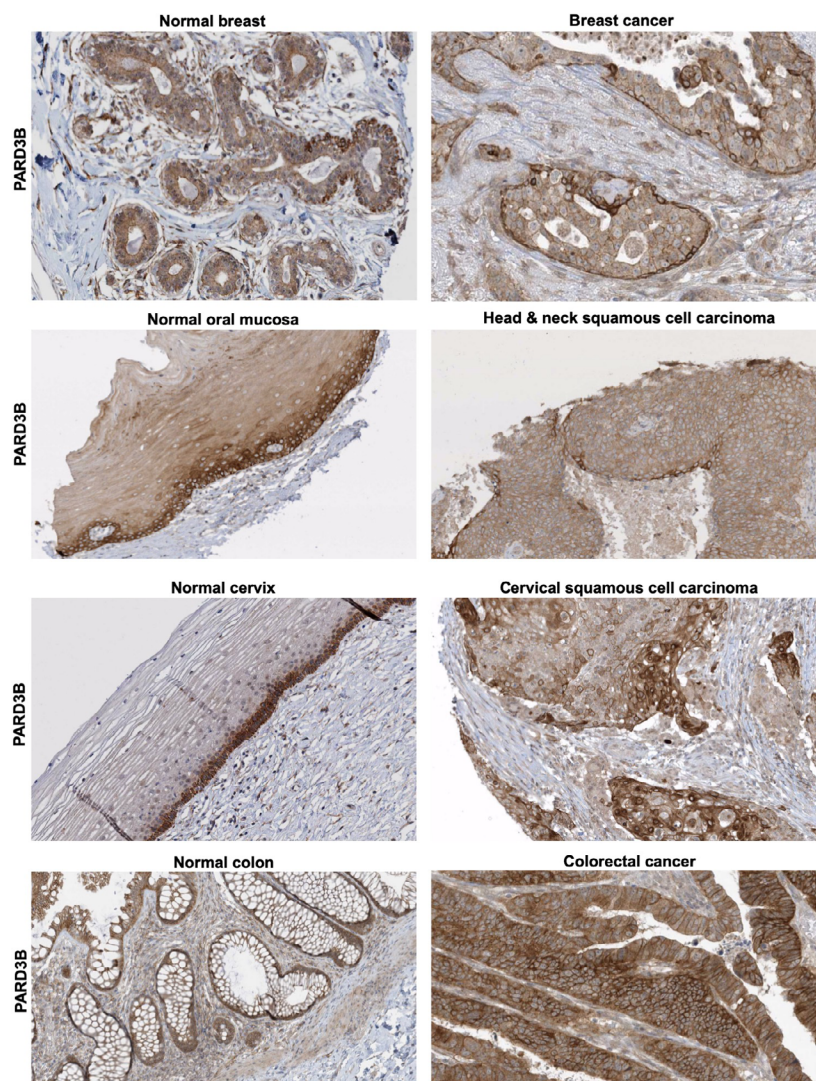 Normal breast
Breast cancer
PARD3B
Normal oral mucosa
Head & neck squamous cell carcinoma
PARD3B
Normal cervix
Cervical squamous cell carcinoma
PARD3B
Normal colon
Colorectal cancer
PARD3B